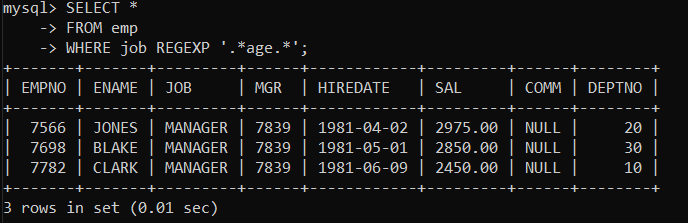 mysql> SELECT *
    -> FROM emp
    -> WHERE job REGEXP '.*age.*';
+-------+-------+---------+------+------------+---------+------+--------+
| EMPNO | ENAME | JOB     | MGR  | HIREDATE   | SAL     | COMM | DEPTNO |
+-------+-------+---------+------+------------+---------+------+--------+
|  7566 | JONES | MANAGER | 7839 | 1981-04-02 | 2975.00 | NULL |     20 |
|  7698 | BLAKE | MANAGER | 7839 | 1981-05-01 | 2850.00 | NULL |     30 |
|  7782 | CLARK | MANAGER | 7839 | 1981-06-09 | 2450.00 | NULL |     10 |
+-------+-------+---------+------+------------+---------+------+--------+
3 rows in set (0.01 sec)